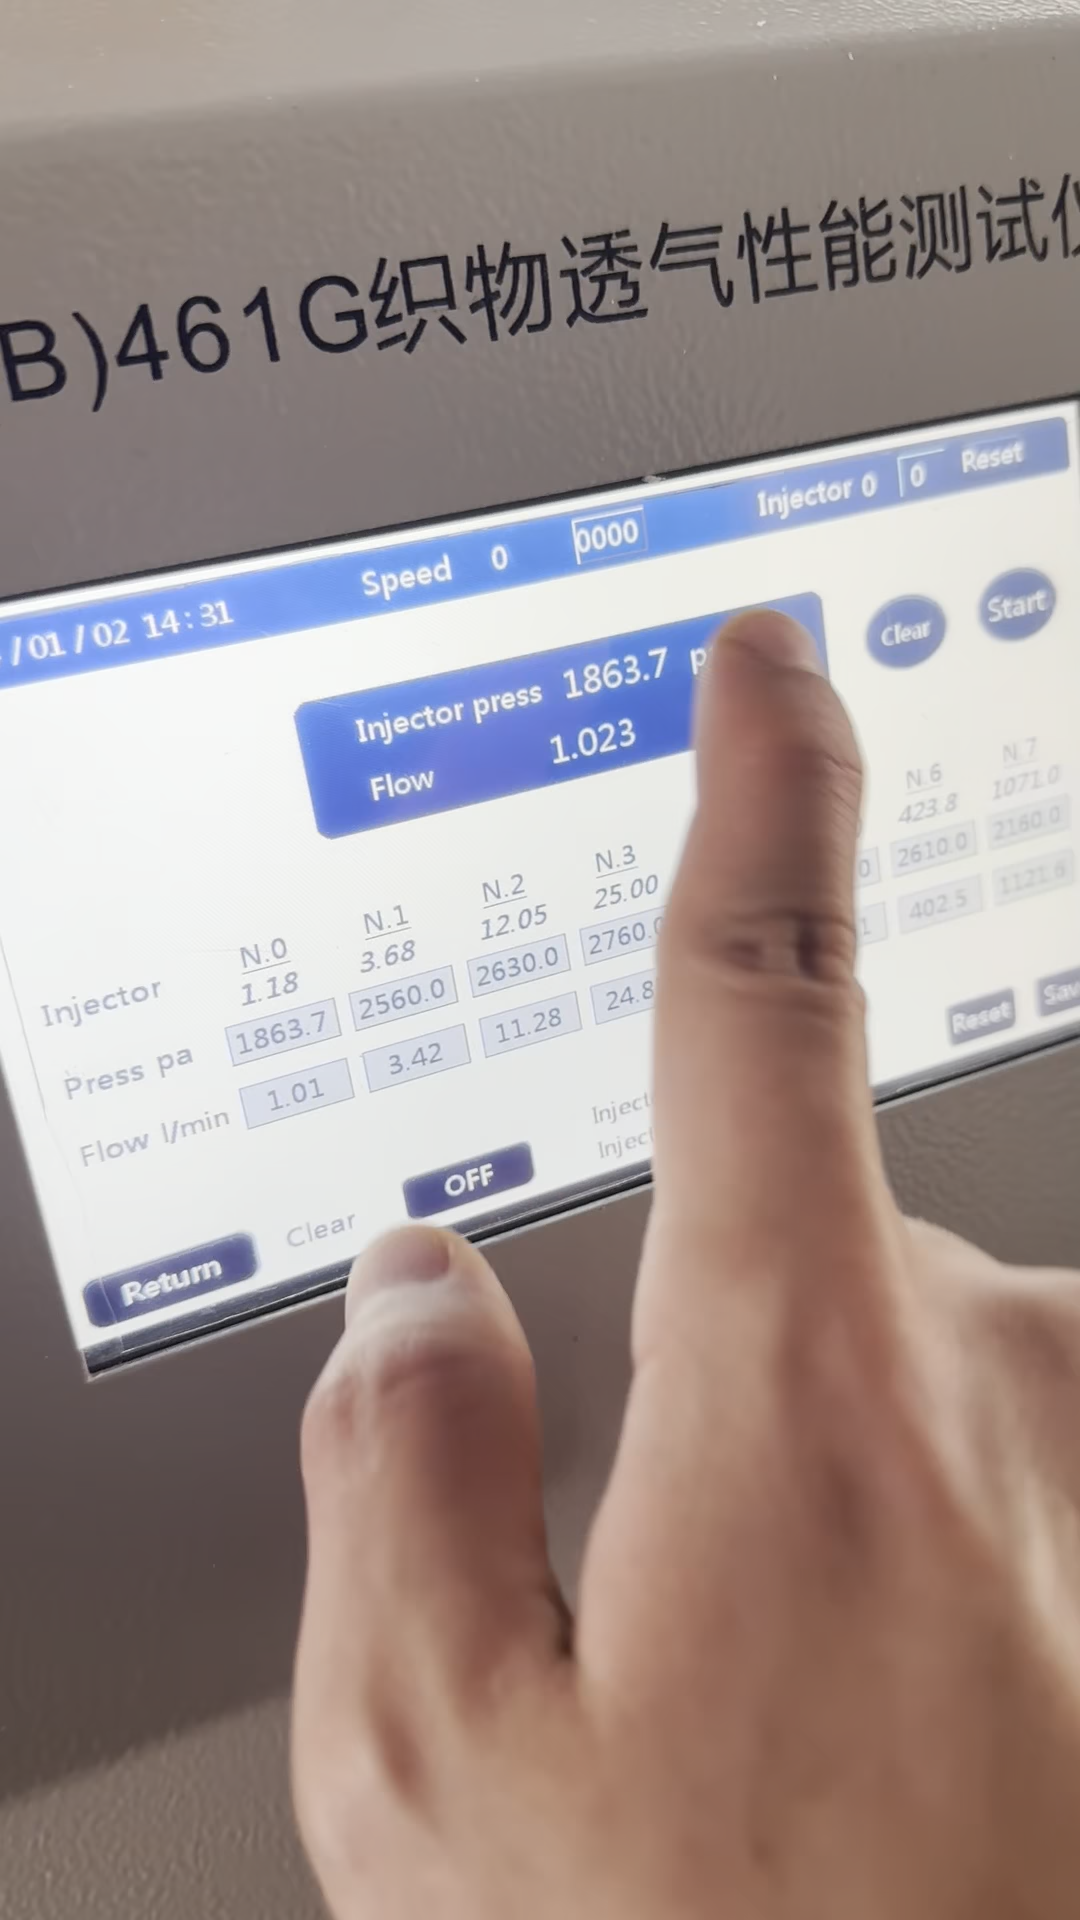 B)461G织物透气性能测试
/01/02 14:31 Speed 0 0000 Injector 0 0 Reset
Injector press 1863.7
Flow 1.023
Clear Start
N.0 N.1 N.2 N.3 N.6 N.7
Injector 1.18 3.68 12.05 25.00 423.8 1071.0
Press pa 1863.7 2560.0 2630.0 2760.0 2610.0 2160.0
Flow l/min 1.01 3.42 11.28 24.8 402.5 1121.6
Reset
Return Clear OFF